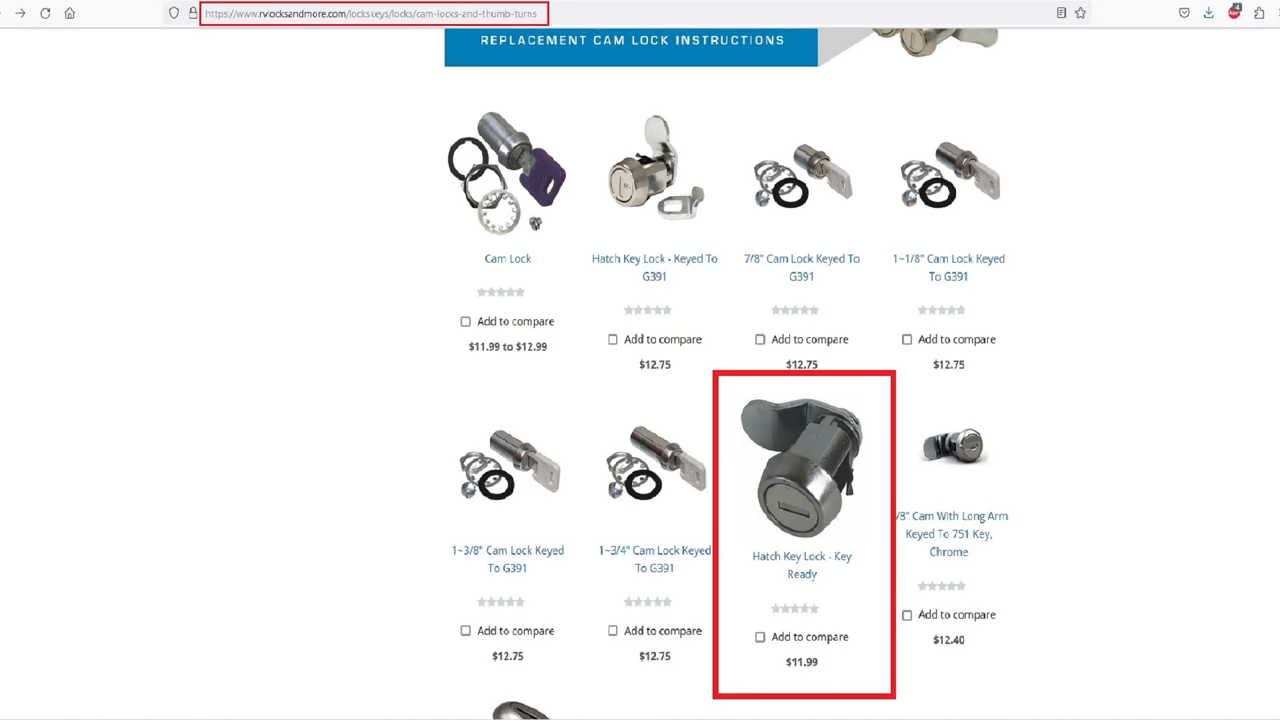 https://www.rvlocksandmore.com/lockskeys/locks/cam-locks-and-thumb-turns
4
REPLACEMENT CAM LOCK INSTRUCTIONS
Cam Lock
Add to compare
$11.99 to $12.99
Hatch Key Lock - Keyed To
G391
Add to compare
$12.75
7/8" Cam Lock Keyed To
G391
Add to compare
$12.75
1~1/8" Cam Lock Keyed
To G391
Add to compare
$12.75
1~3/8" Cam Lock Keyed
To G391
Add to compare
$12.75
1~3/4" Cam Lock Keyed
To G391
Add to compare
$12.75
Hatch Key Lock - Key
Ready
Add to compare
$11.99
/8" Cam With Long Arm
Keyed To 751 Key,
Chrome
Add to compare
$12.40